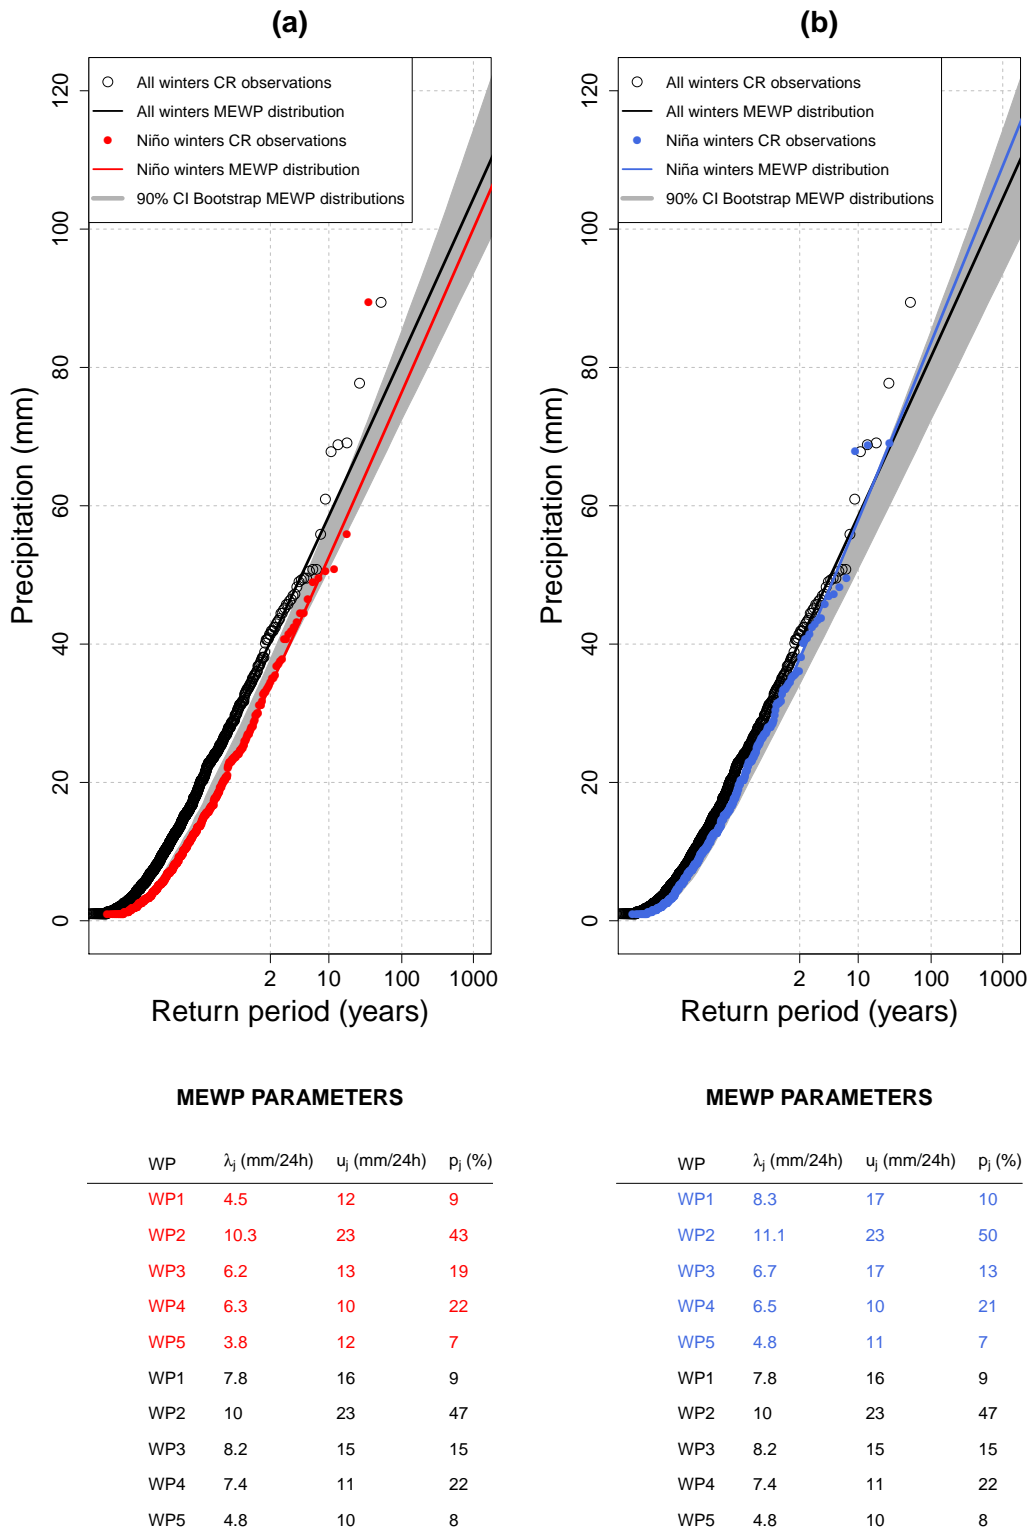 (a)
(b)
All winters CR observations
All winters MEWP distribution
Niño winters CR observations
Niño winters MEWP distribution
90% CI Bootstrap MEWP distributions
All winters CR observations
All winters MEWP distribution
Niña winters CR observations
Niña winters MEWP distribution
90% CI Bootstrap MEWP distributions
Precipitation (mm)
0 20 40 60 80 100 120
2 10 100 1000
Return period (years)
Precipitation (mm)
0 20 40 60 80 100 120
2 10 100 1000
Return period (years)
MEWP PARAMETERS
WP λj (mm/24h) uj (mm/24h) pj (%)
WP1 4.5 12 9
WP2 10.3 23 43
WP3 6.2 13 19
WP4 6.3 10 22
WP5 3.8 12 7
WP1 7.8 16 9
WP2 10 23 47
WP3 8.2 15 15
WP4 7.4 11 22
WP5 4.8 10 8
MEWP PARAMETERS
WP λj (mm/24h) uj (mm/24h) pj (%)
WP1 8.3 17 10
WP2 11.1 23 50
WP3 6.7 17 13
WP4 6.5 10 21
WP5 4.8 11 7
WP1 7.8 16 9
WP2 10 23 47
WP3 8.2 15 15
WP4 7.4 11 22
WP5 4.8 10 8